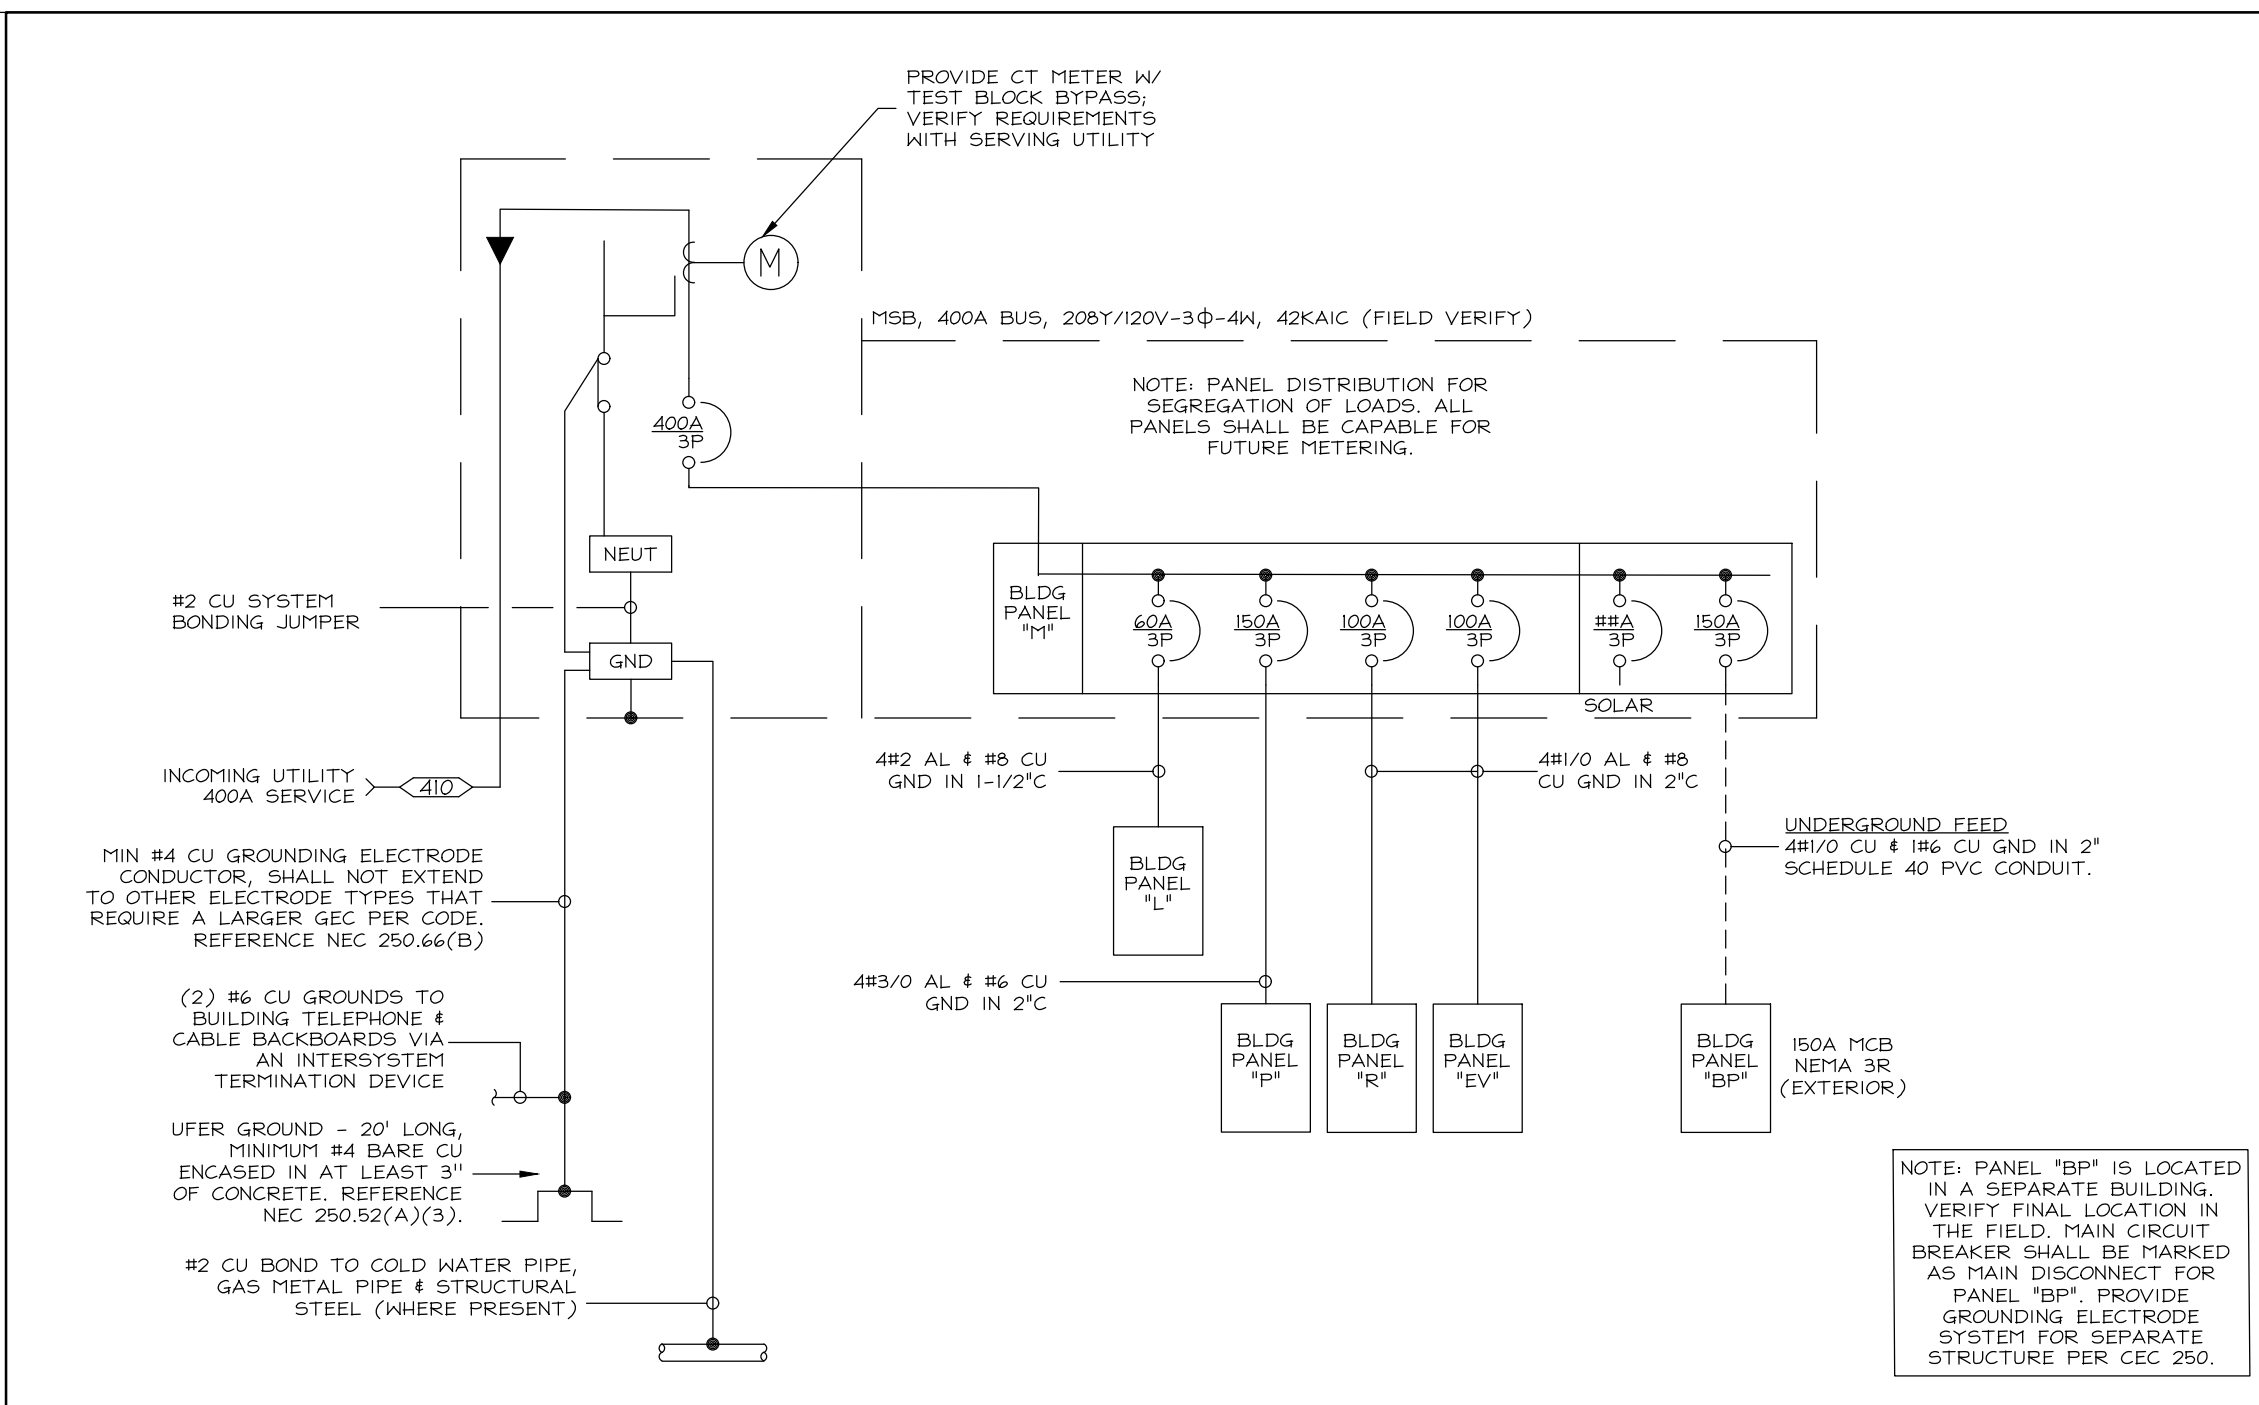 PROVIDE CT METER W/
TEST BLOCK BYPASS;
VERIFY REQUIREMENTS
WITH SERVING UTILITY
M
MSB, 400A BUS, 208Y/120V-3Φ-4W, 42KAIC (FIELD VERIFY)
NOTE: PANEL DISTRIBUTION FOR
SEGREGATION OF LOADS. ALL
PANELS SHALL BE CAPABLE FOR
FUTURE METERING.
400A
3P
NEUT
#2 CU SYSTEM
BONDING JUMPER
GND
BLDG
PANEL
"M"
60A
3P
150A
3P
100A
3P
100A
3P
##A
3P
150A
3P
SOLAR
INCOMING UTILITY
400A SERVICE
410
4#2 AL & #8 CU
GND IN 1-1/2"C
4#1/0 AL & #8
CU GND IN 2"C
UNDERGROUND FEED
4#1/0 CU & 1#6 CU GND IN 2"
SCHEDULE 40 PVC CONDUIT.
MIN #4 CU GROUNDING ELECTRODE
CONDUCTOR, SHALL NOT EXTEND
TO OTHER ELECTRODE TYPES THAT
REQUIRE A LARGER GEC PER CODE.
REFERENCE NEC 250.66(B)
BLDG
PANEL
"L"
4#3/0 AL & #6 CU
GND IN 2"C
(2) #6 CU GROUNDS TO
BUILDING TELEPHONE &
CABLE BACKBOARDS VIA
AN INTERSYSTEM
TERMINATION DEVICE
BLDG
PANEL
"P"
BLDG
PANEL
"R"
BLDG
PANEL
"EV"
BLDG
PANEL
"BP"
150A MCB
NEMA 3R
(EXTERIOR)
UFER GROUND - 20' LONG,
MINIMUM #4 BARE CU
ENCASED IN AT LEAST 3"
OF CONCRETE. REFERENCE
NEC 250.52(A)(3).
#2 CU BOND TO COLD WATER PIPE,
GAS METAL PIPE & STRUCTURAL
STEEL (WHERE PRESENT)
NOTE: PANEL "BP" IS LOCATED
IN A SEPARATE BUILDING.
VERIFY FINAL LOCATION IN
THE FIELD. MAIN CIRCUIT
BREAKER SHALL BE MARKED
AS MAIN DISCONNECT FOR
PANEL "BP". PROVIDE
GROUNDING ELECTRODE
SYSTEM FOR SEPARATE
STRUCTURE PER CEC 250.